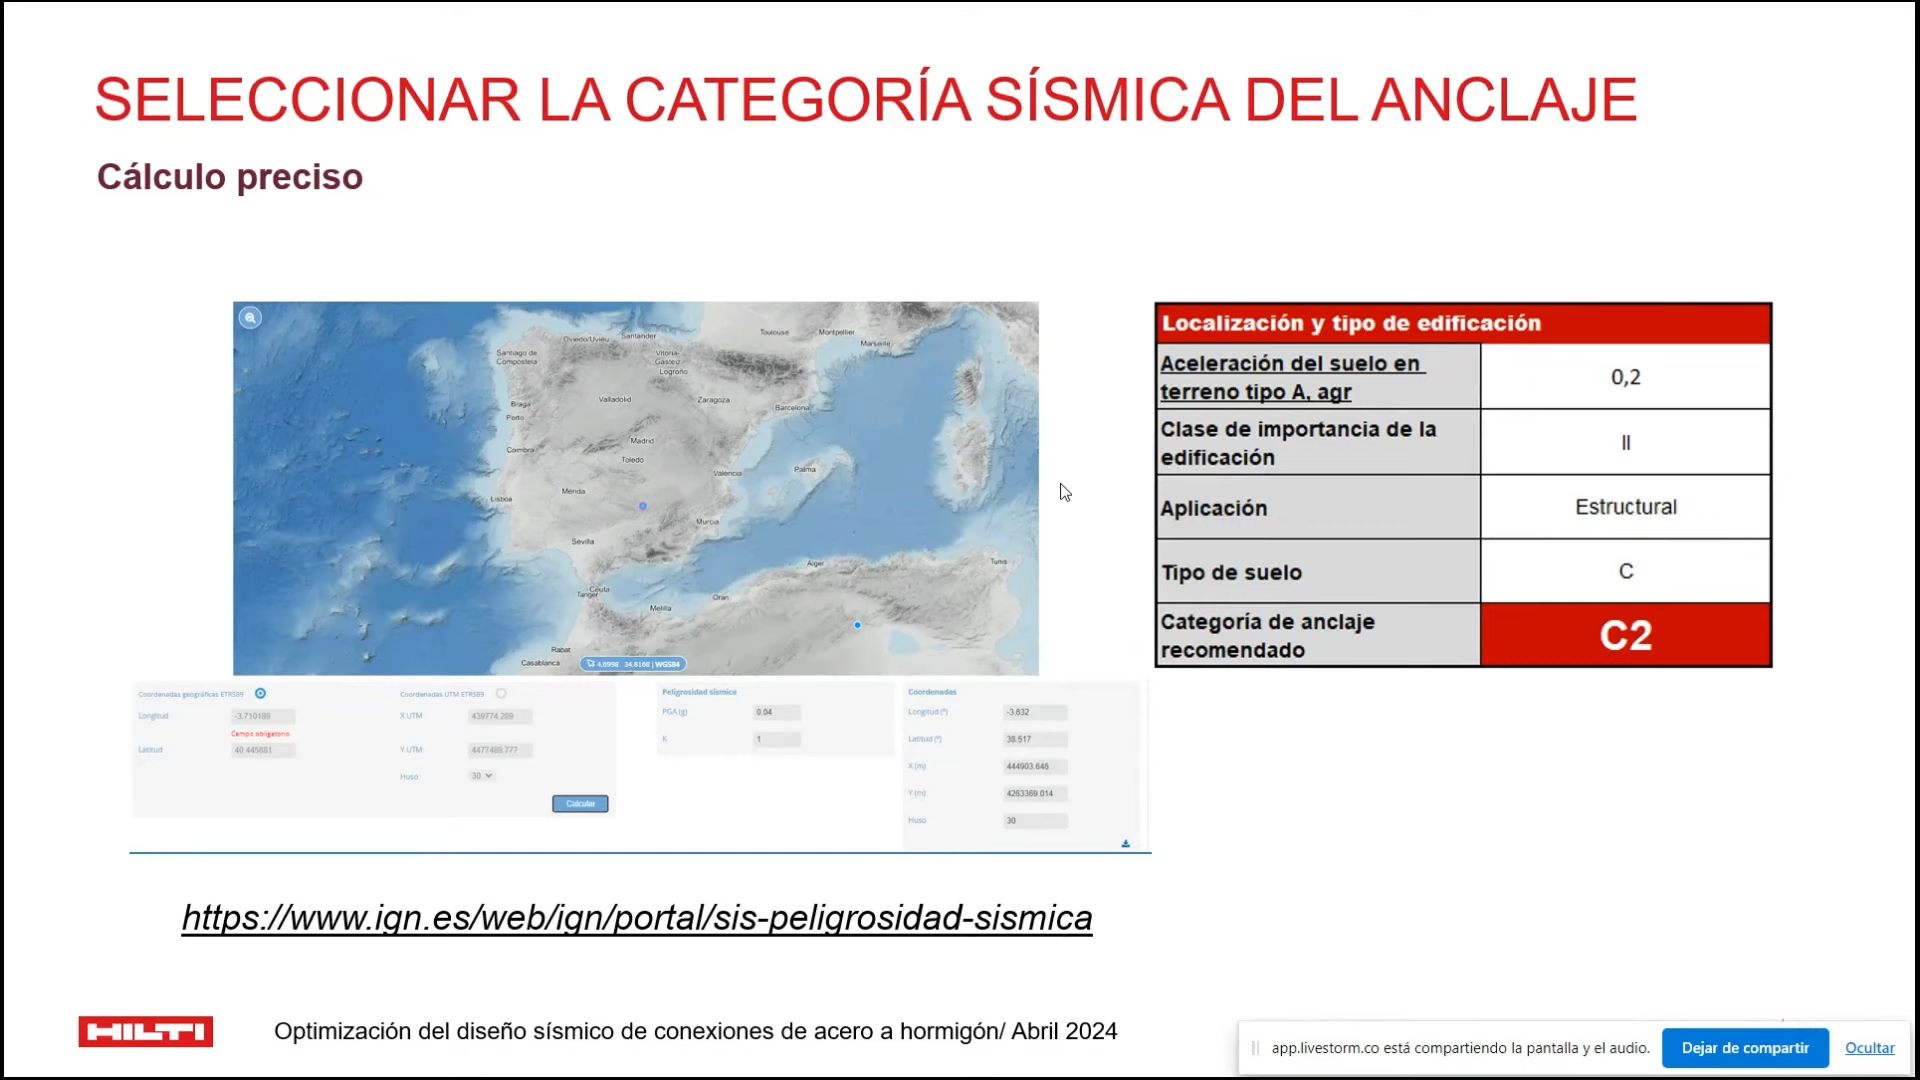 SELECCIONAR LA CATEGORÍA SÍSMICA DEL ANCLAJE
Cálculo preciso
Toulouse
Montpellier
Marseille
Oviedo/Uviéu
Santander
Santiago de
Compostela
Vitoria-
Gasteiz
Logroño
Valladolid
Zaragoza
Barcelona
Braga
Porto
Madrid
Coimbra
Toledo
Valencia
Palma
Lisboa
Merida
Murcia
Sevilla
Alger
Tunis
Ceuta
Tanger
Oran
Melilla
Rabat
Casablanca
4.6998 34.9168 | WGS84
Coordenadas geográficas ETRS89
Coordenadas UTM ETRS89
Longitud
-3.710188
Campo obligatorio
Latitud
40.445881
X UTM
439774.269
Y UTM
4477489.777
Huso
30
Calcular
Peligrosidad sísmica
PGA (g)
0.04
K
1
Coordenadas
Longitud (º)
-3.632
Latitud (º)
38.517
X (m)
444903.646
Y (m)
4263369.014
Huso
30
Localización y tipo de edificación
Aceleración del suelo en
terreno tipo A, agr
0,2
Clase de importancia de la
edificación
II
Aplicación
Estructural
Tipo de suelo
C
Categoría de anclaje
recomendado
C2
https://www.ign.es/web/ign/portal/sis-peligrosidad-sismica
HILTI
Optimización del diseño sísmico de conexiones de acero a hormigón/ Abril 2024
app.livestorm.co está compartiendo la pantalla y el audio.
Dejar de compartir
Ocultar